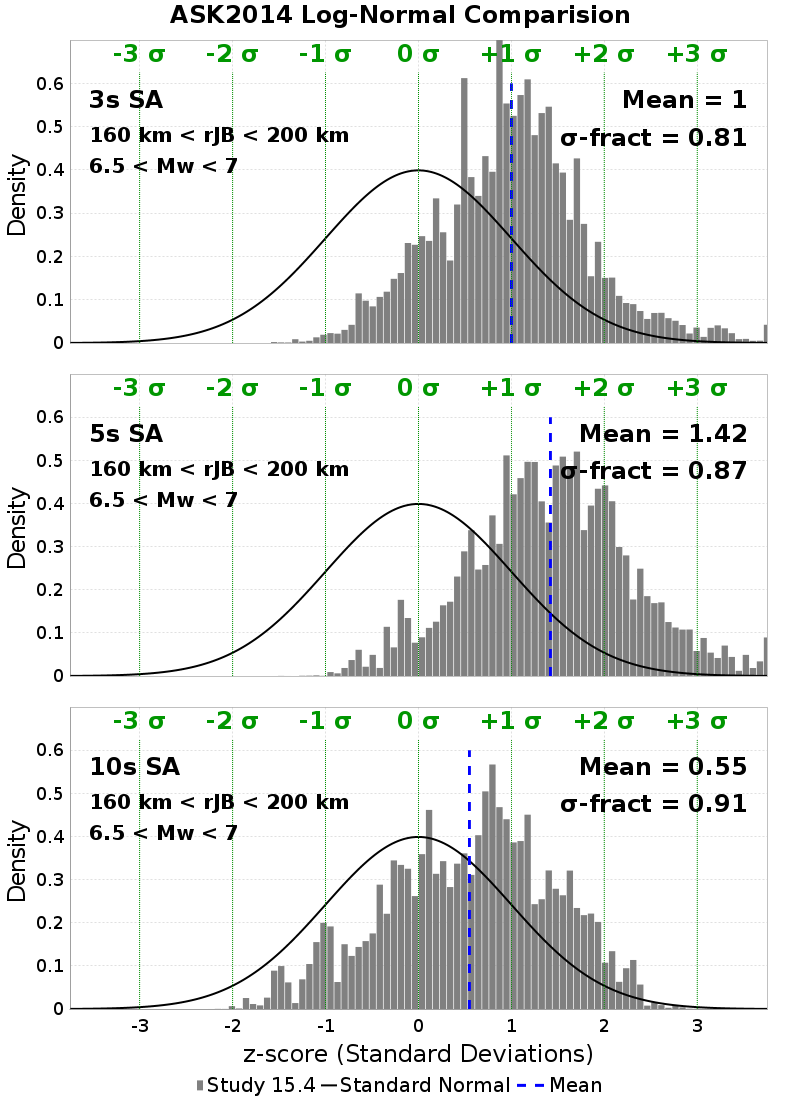 ASK2014 Log-Normal Comparision
-3 σ -2 σ -1 σ 0 σ +1 σ +2 σ +3 σ
3s SA
Mean = 1
160 km < rJB < 200 km
σ-fract = 0.81
6.5 < Mw < 7
Density
0.6
0.5
0.4
0.3
0.2
0.1
0
-3 σ -2 σ -1 σ 0 σ +1 σ +2 σ +3 σ
5s SA
Mean = 1.42
160 km < rJB < 200 km
σ-fract = 0.87
6.5 < Mw < 7
Density
0.6
0.5
0.4
0.3
0.2
0.1
0
-3 σ -2 σ -1 σ 0 σ +1 σ +2 σ +3 σ
10s SA
Mean = 0.55
160 km < rJB < 200 km
σ-fract = 0.91
6.5 < Mw < 7
Density
0.6
0.5
0.4
0.3
0.2
0.1
0
-3 -2 -1 0 1 2 3
z-score (Standard Deviations)
Study 15.4 Standard Normal Mean